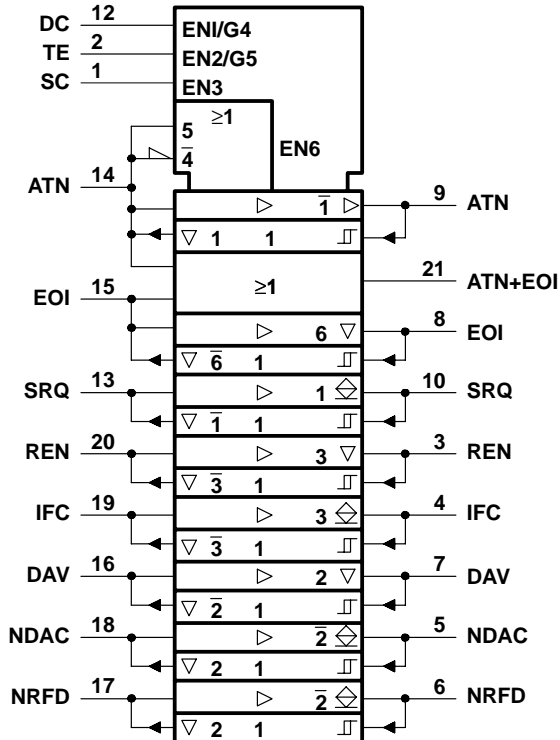 DC 12 EN1/G4
TE 2 EN2/G5
SC 1 EN3
≥1
5
4̅
EN6
ATN 14
1̅ 9 ATN
1 1
≥1 21 ATN+EOI
EOI 15
6 8 EOI
6̅ 1
SRQ 13 1 10 SRQ
1̅ 1
REN 20 3 3 REN
3̅ 1
IFC 19 3 4 IFC
3̅ 1
DAV 16 2 7 DAV
2̅ 1
NDAC 18 2̅ 5 NDAC
2 1
NRFD 17 2̅ 6 NRFD
2 1